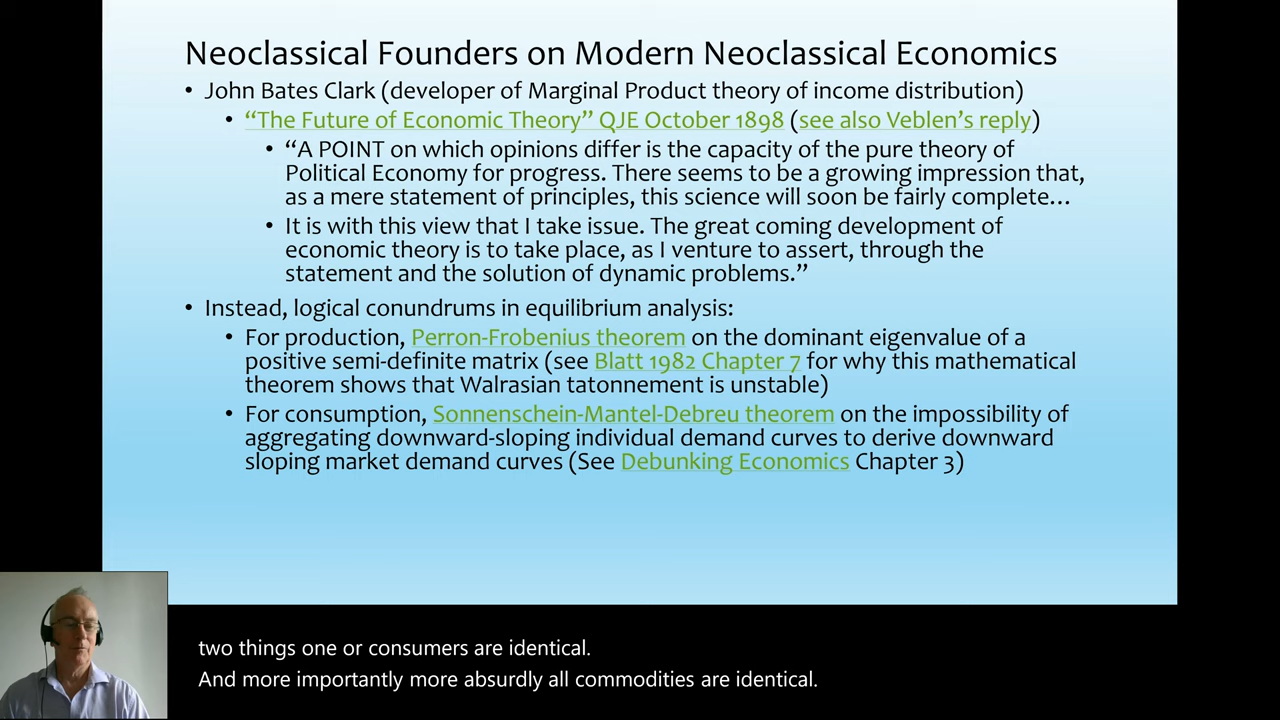 Neoclassical Founders on Modern Neoclassical Economics
• John Bates Clark (developer of Marginal Product theory of income distribution)
• “The Future of Economic Theory” QJE October 1898 (see also Veblen’s reply)
• “A POINT on which opinions differ is the capacity of the pure theory of
Political Economy for progress. There seems to be a growing impression that,
as a mere statement of principles, this science will soon be fairly complete…
• It is with this view that I take issue. The great coming development of
economic theory is to take place, as I venture to assert, through the
statement and the solution of dynamic problems.”
• Instead, logical conundrums in equilibrium analysis:
• For production, Perron-Frobenius theorem on the dominant eigenvalue of a
positive semi-definite matrix (see Blatt 1982 Chapter 7 for why this mathematical
theorem shows that Walrasian tatonnement is unstable)
• For consumption, Sonnenschein-Mantel-Debreu theorem on the impossibility of
aggregating downward-sloping individual demand curves to derive downward
sloping market demand curves (See Debunking Economics Chapter 3)
two things one or consumers are identical.
And more importantly more absurdly all commodities are identical.